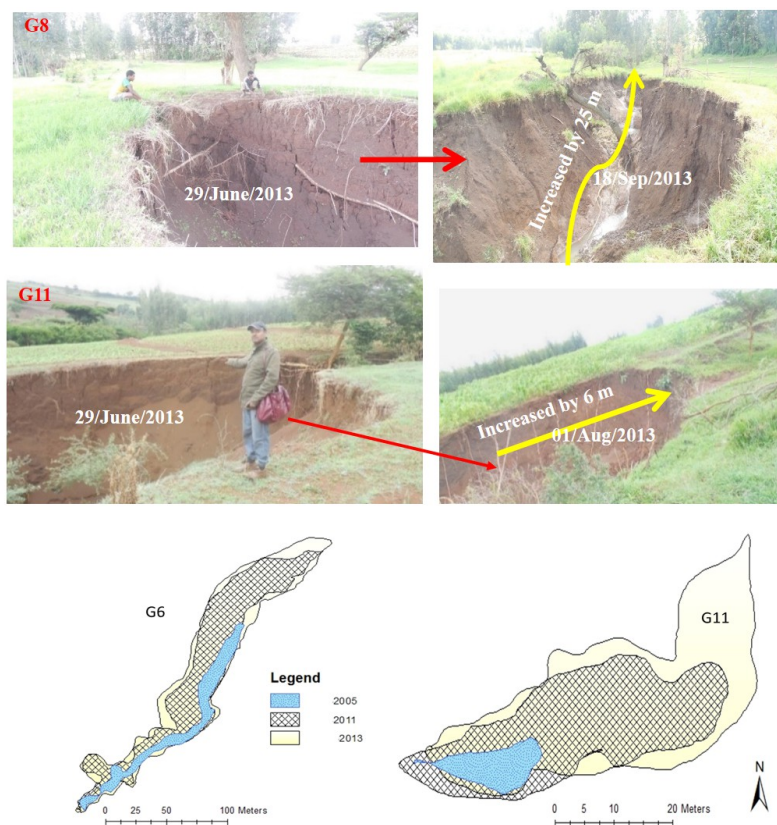 G8
29/June/2013
Increased by 25 m
18/Sep/2013
G11
29/June/2013
Increased by 6 m
01/Aug/2013
G6
G11
Legend
2005
2011
2013
N
0 25 50 100 Meters
0 5 10 20 Meters